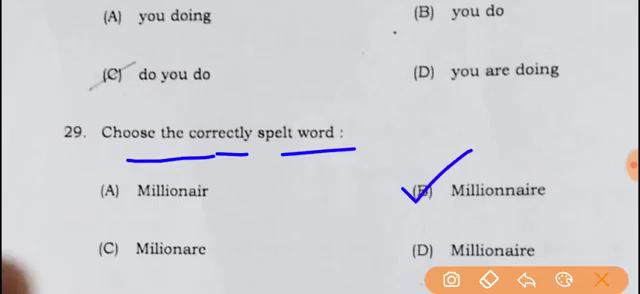 (A) you doing (B) you do
(C) do you do (D) you are doing
29. Choose the correctly spelt word :
(A) Millionair (B) Millionnaire
(C) Milionare (D) Millionaire